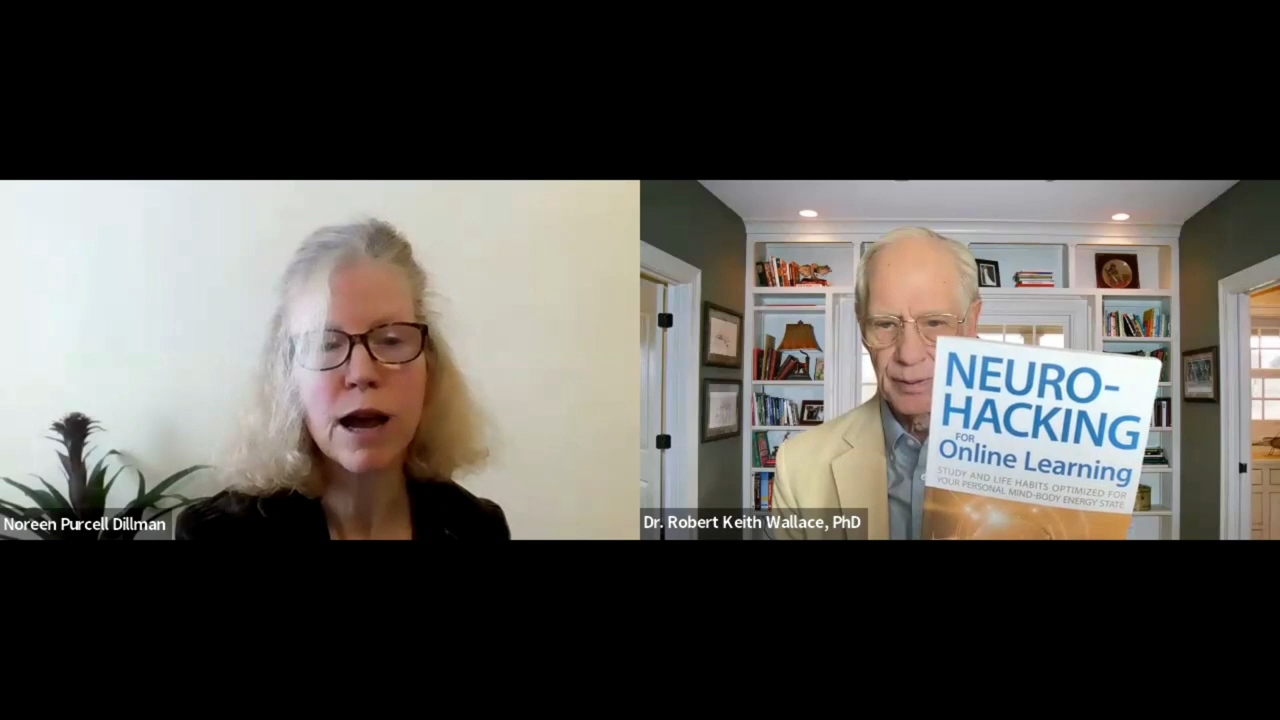 NEURO-
HACKING
FOR
Online Learning
STUDY AND LIFE HABITS OPTIMIZED FOR
YOUR PERSONAL MIND-BODY ENERGY STATE
Noreen Purcell Dillman
Dr. Robert Keith Wallace, PhD